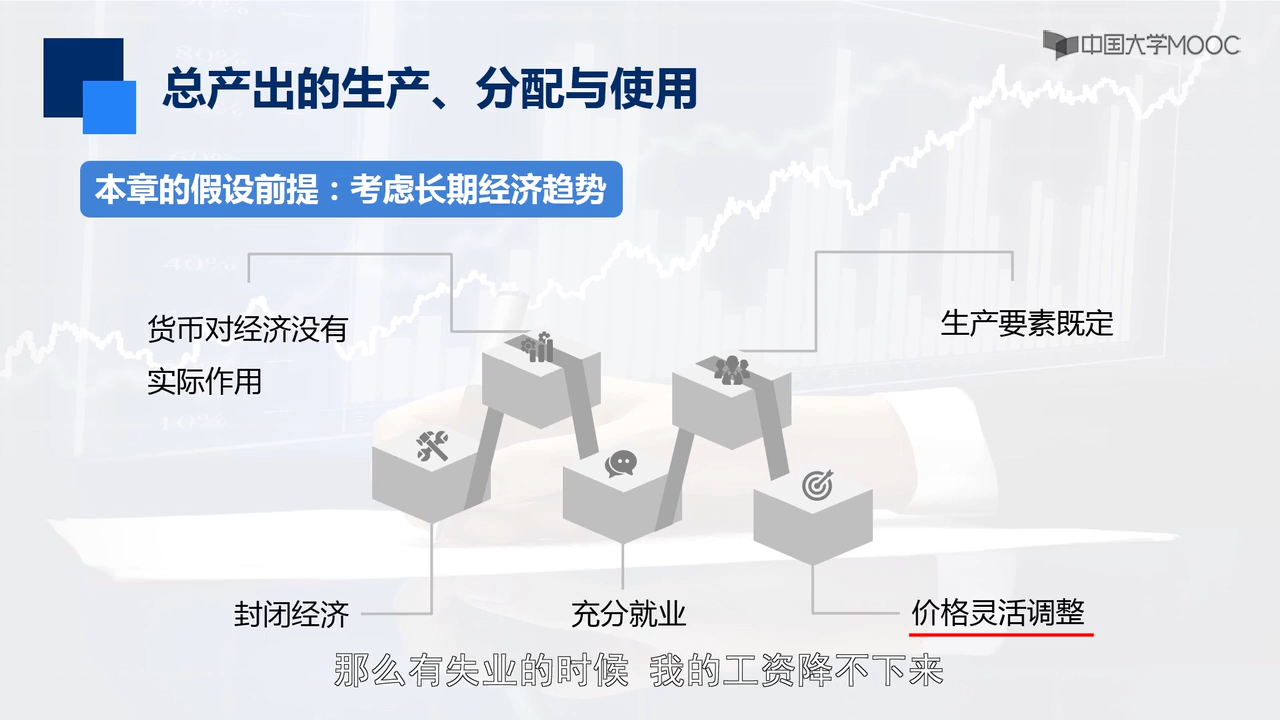 中国大学MOOC
总产出的生产、分配与使用
本章的假设前提：考虑长期经济趋势
货币对经济没有
实际作用
生产要素既定
封闭经济
充分就业
价格灵活调整
那么有失业的时候 我的工资降不下来